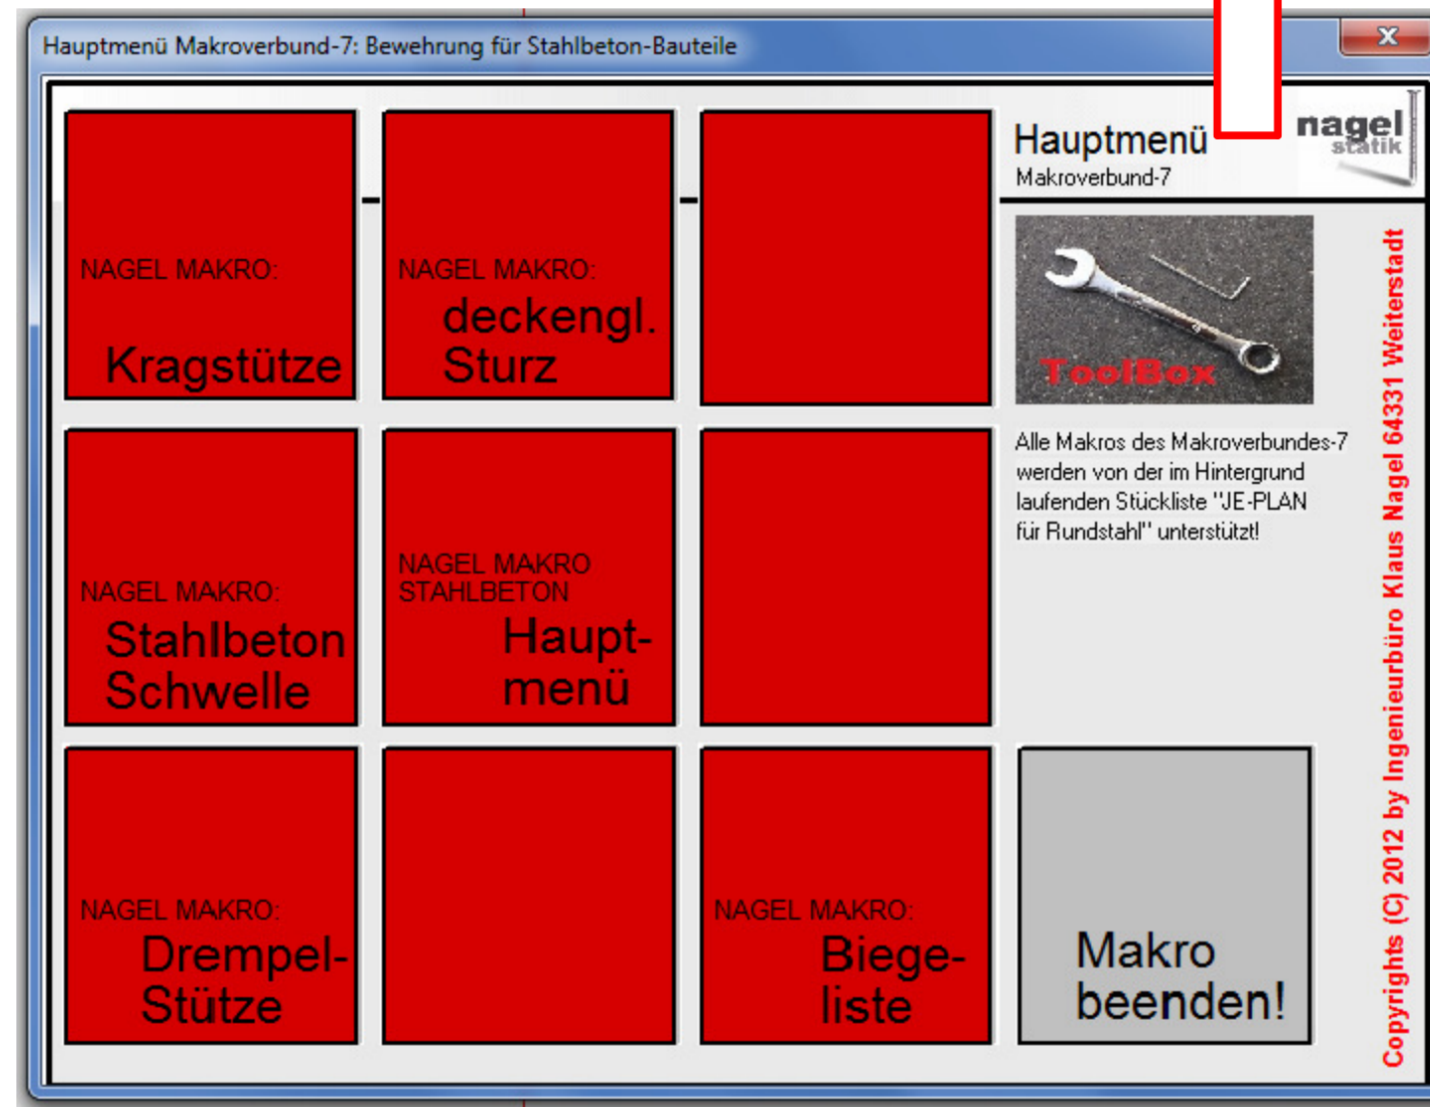 Hauptmenü Makroverbund-7: Bewehrung für Stahlbeton-Bauteile
x
NAGEL MAKRO:
Kragstütze
NAGEL MAKRO:
deckengl.
Sturz
Hauptmenü
Makroverbund-7
nagel
statik
ToolBox
Alle Makros des Makroverbundes-7
werden von der im Hintergrund
laufenden Stückliste "JE-PLAN
für Rundstahl" unterstützt!
NAGEL MAKRO:
Stahlbeton
Schwelle
NAGEL MAKRO
STAHLBETON
Haupt-
menü
NAGEL MAKRO:
Drempel-
Stütze
NAGEL MAKRO:
Biege-
liste
Makro
beenden!
Copyrights (C) 2012 by Ingenieurbüro Klaus Nagel 64331 Weiterstadt